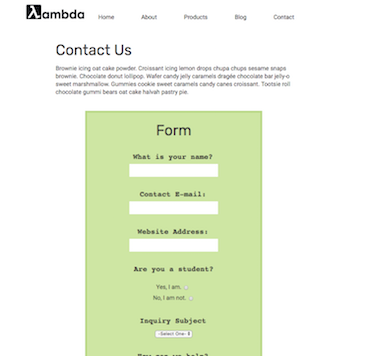 λambda
Home About Products Blog Contact
Contact Us
Brownie icing oat cake powder. Croissant icing lemon drops chupa chups sesame snaps
brownie. Chocolate donut lollipop. Wafer candy jelly caramels dragée chocolate bar jelly-o
sweet marshmallow. Gummies cookie sweet caramels candy canes croissant. Tootsie roll
chocolate gummi bears oat cake halvah pastry pie.
Form
What is your name?
Contact E-mail:
Website Address:
Are you a student?
Yes, I am.
No, I am not.
Inquiry Subject
-Select One-